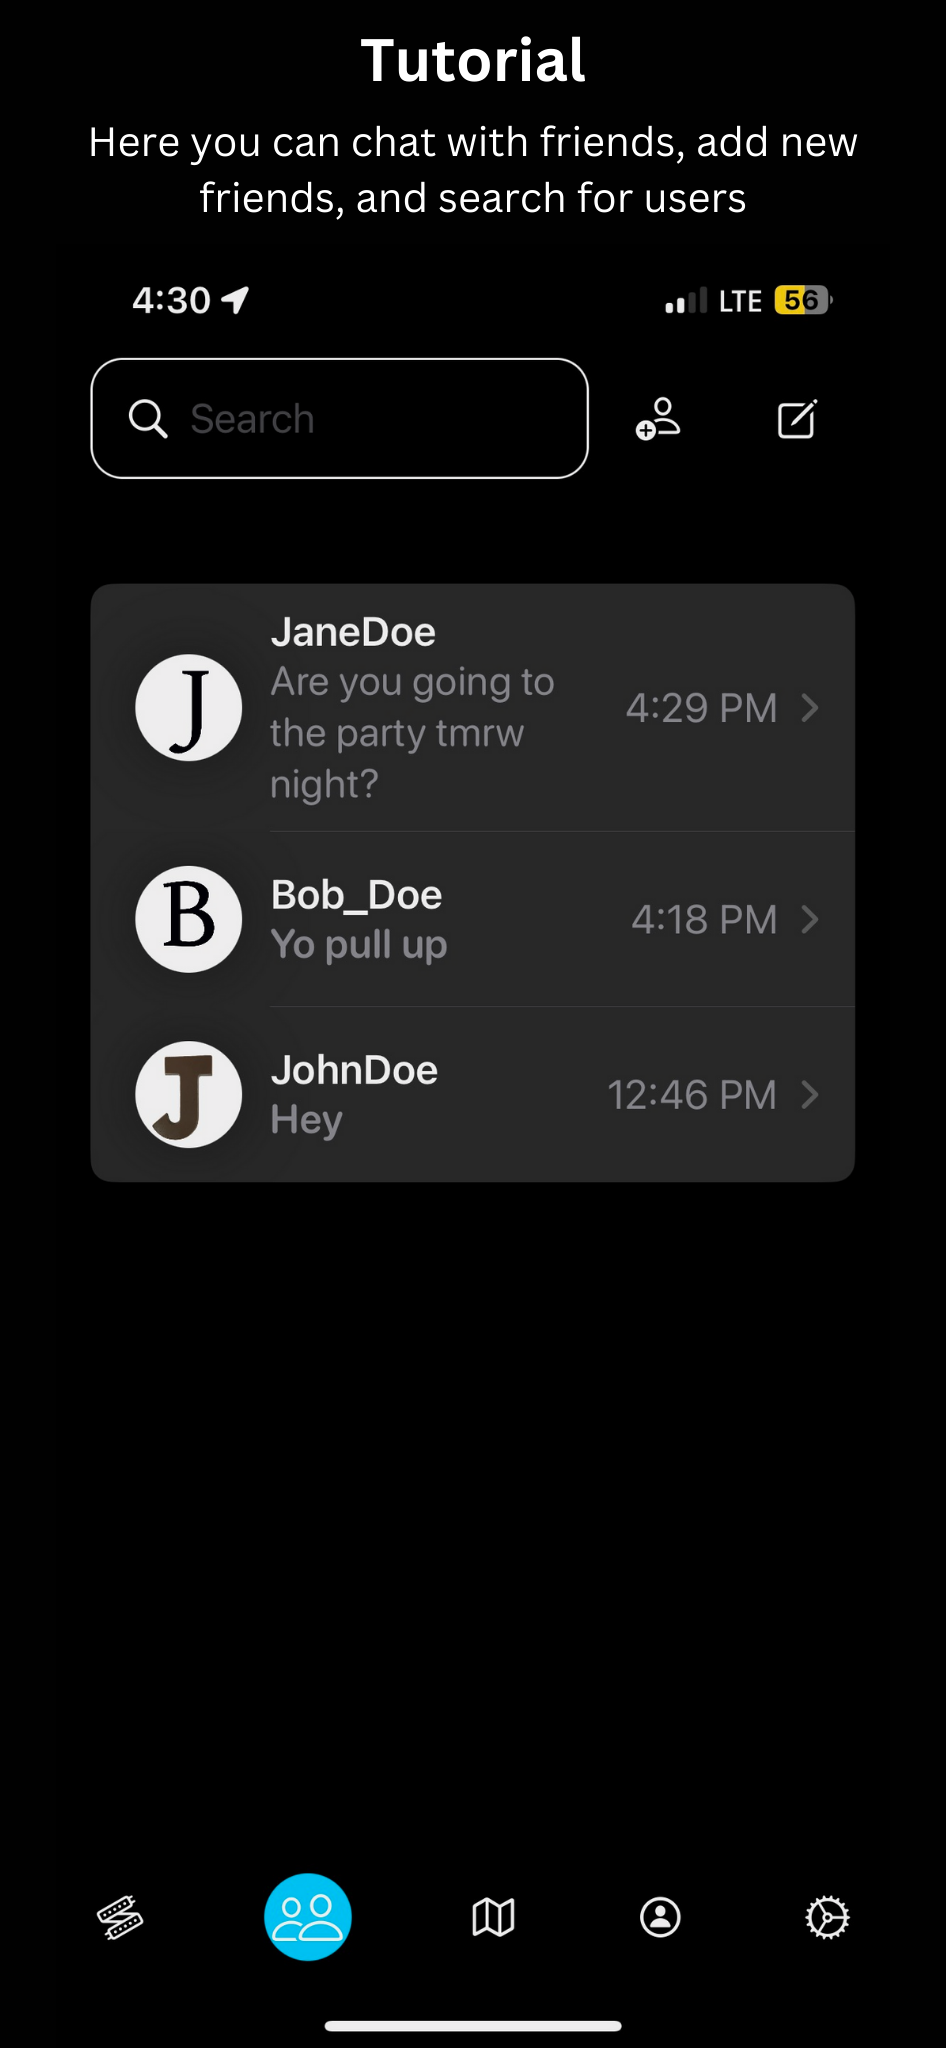 Tutorial
Here you can chat with friends, add new
friends, and search for users
4:30 LTE 56
Search
JaneDoe
J Are you going to
the party tmrw
night?
4:29 PM
B Bob_Doe
Yo pull up
4:18 PM
J JohnDoe
Hey
12:46 PM